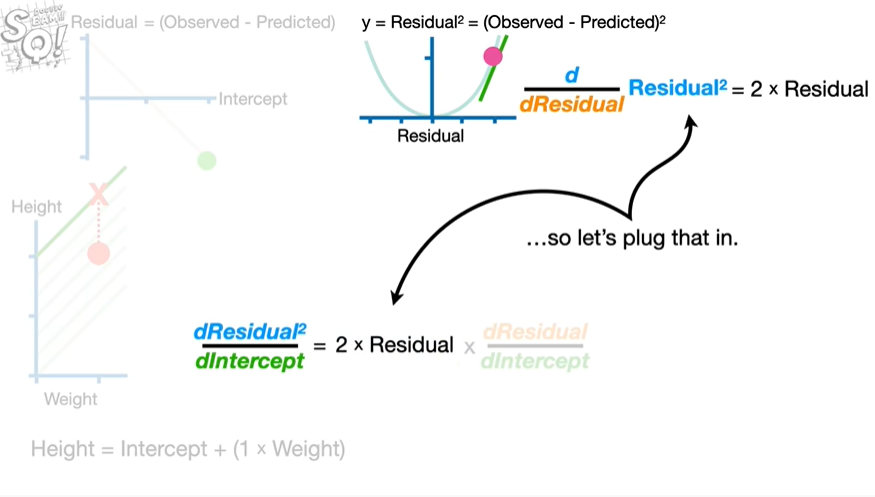 Residual = (Observed - Predicted)
y = Residual² = (Observed - Predicted)²
Intercept
d
dResidual
Residual² = 2 × Residual
Residual
Height
Weight
...so let's plug that in.
dResidual²
dIntercept
= 2 × Residual ×
dResidual
dIntercept
Height = Intercept + (1 × Weight)